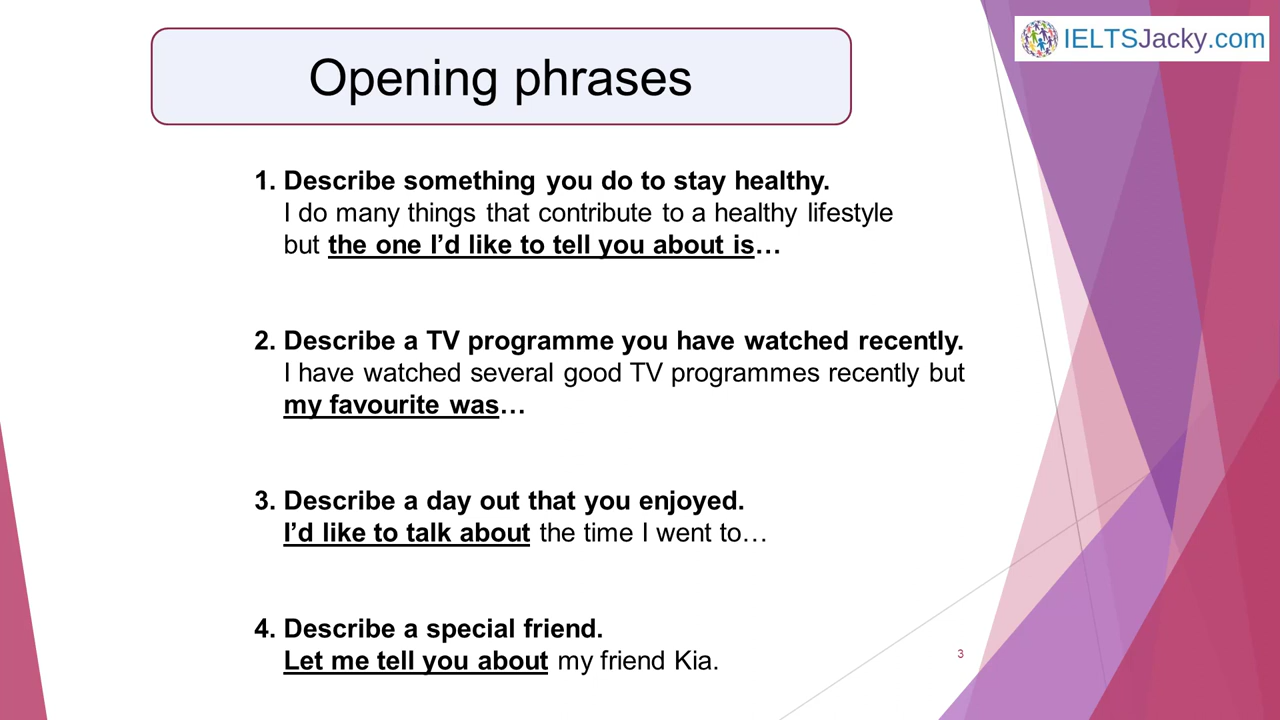 IELTSJacky.com
Opening phrases
1. Describe something you do to stay healthy.
I do many things that contribute to a healthy lifestyle
but the one I’d like to tell you about is…
2. Describe a TV programme you have watched recently.
I have watched several good TV programmes recently but
my favourite was…
3. Describe a day out that you enjoyed.
I’d like to talk about the time I went to…
4. Describe a special friend.
Let me tell you about my friend Kia.
3